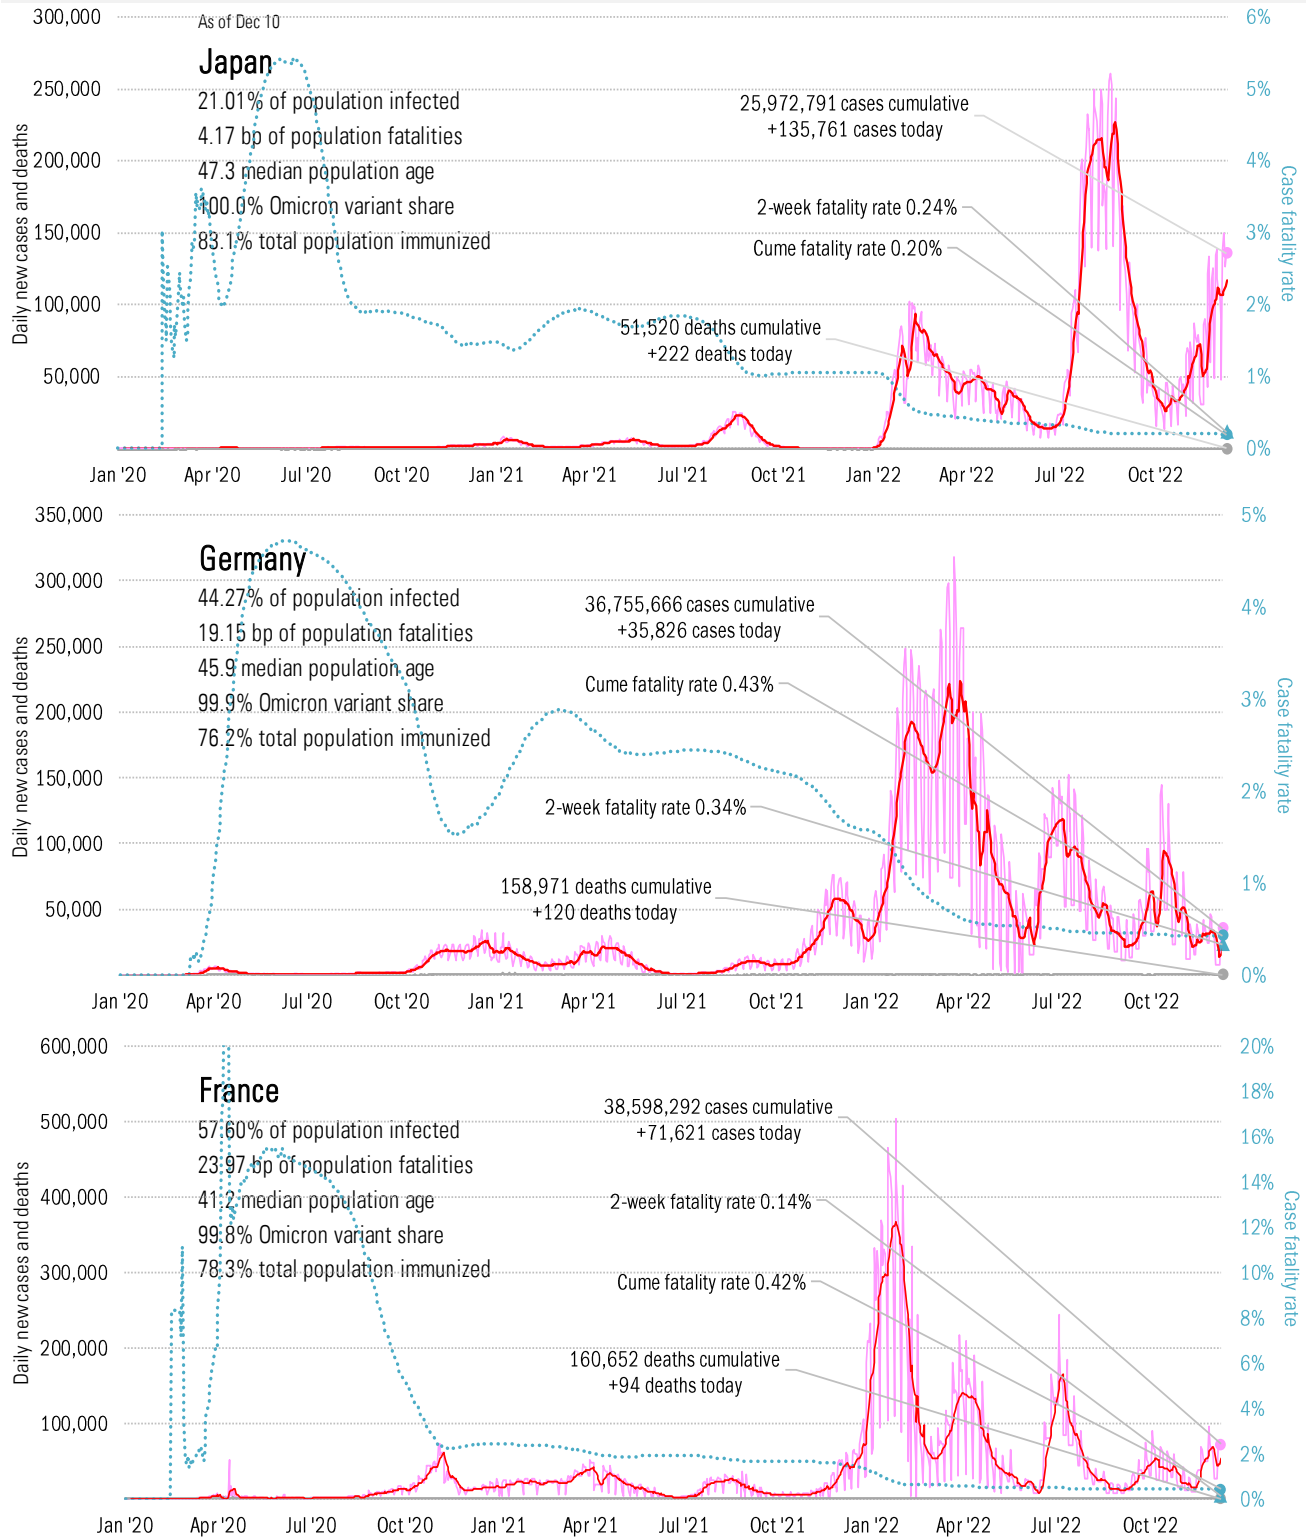 As of Dec 10
Japan
21.01% of population infected
4.17 bp of population fatalities
47.3 median population age
100.0% Omicron variant share
83.1% total population immunized
25,972,791 cases cumulative
+135,761 cases today
2-week fatality rate 0.24%
Cume fatality rate 0.20%
51,520 deaths cumulative
+222 deaths today
Daily new cases and deaths
300,000
250,000
200,000
150,000
100,000
50,000
Case fatality rate
6%
5%
4%
3%
2%
1%
0%
Jan '20 Apr '20 Jul '20 Oct '20 Jan '21 Apr '21 Jul '21 Oct '21 Jan '22 Apr '22 Jul '22 Oct '22
Germany
44.27% of population infected
19.15 bp of population fatalities
45.9 median population age
99.9% Omicron variant share
76.2% total population immunized
36,755,666 cases cumulative
+35,826 cases today
Cume fatality rate 0.43%
2-week fatality rate 0.34%
158,971 deaths cumulative
+120 deaths today
Daily new cases and deaths
350,000
300,000
250,000
200,000
150,000
100,000
50,000
Case fatality rate
5%
4%
3%
2%
1%
0%
Jan '20 Apr '20 Jul '20 Oct '20 Jan '21 Apr '21 Jul '21 Oct '21 Jan '22 Apr '22 Jul '22 Oct '22
France
57.60% of population infected
23.97 bp of population fatalities
41.2 median population age
99.8% Omicron variant share
78.3% total population immunized
38,598,292 cases cumulative
+71,621 cases today
2-week fatality rate 0.14%
Cume fatality rate 0.42%
160,652 deaths cumulative
+94 deaths today
Daily new cases and deaths
600,000
500,000
400,000
300,000
200,000
100,000
Case fatality rate
20%
18%
16%
14%
12%
10%
8%
6%
4%
2%
0%
Jan '20 Apr '20 Jul '20 Oct '20 Jan '21 Apr '21 Jul '21 Oct '21 Jan '22 Apr '22 Jul '22 Oct '22